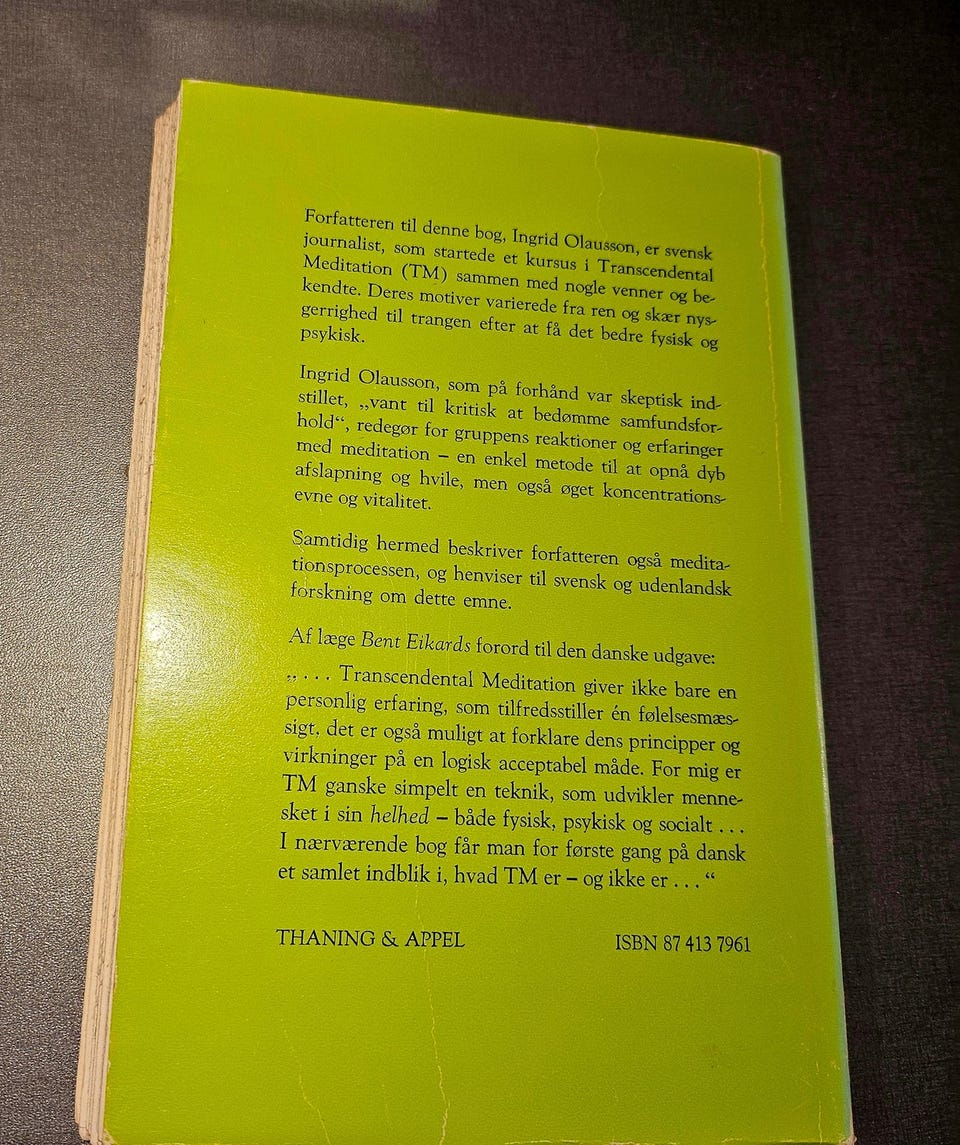 Forfatteren til denne bog, Ingrid Olausson, er svensk
journalist, som startede et kursus i Transcendental
Meditation (TM) sammen med nogle venner og be-
kendte. Deres motiver varierede fra ren og skær nys-
gerrighed til trangen efter at få det bedre fysisk og
psykisk.
Ingrid Olausson, som på forhånd var skeptisk ind-
stillet, „vant til kritisk at bedømme samfundsfor-
hold“, redegør for gruppens reaktioner og erfaringer
med meditation – en enkel metode til at opnå dyb
afslapning og hvile, men også øget koncentrations-
evne og vitalitet.
Samtidig hermed beskriver forfatteren også medita-
tionsprocessen, og henviser til svensk og udenlandsk
forskning om dette emne.
Af læge Bent Eikards forord til den danske udgave:
„. . . Transcendental Meditation giver ikke bare en
personlig erfaring, som tilfredsstiller én følelsesmæs-
sigt, det er også muligt at forklare dens principper og
virkninger på en logisk acceptabel måde. For mig er
TM ganske simpelt en teknik, som udvikler menne-
sket i sin helhed – både fysisk, psykisk og socialt . . .
I nærværende bog får man for første gang på dansk
et samlet indblik i, hvad TM er – og ikke er . . . “
THANING & APPEL
ISBN 87 413 7961